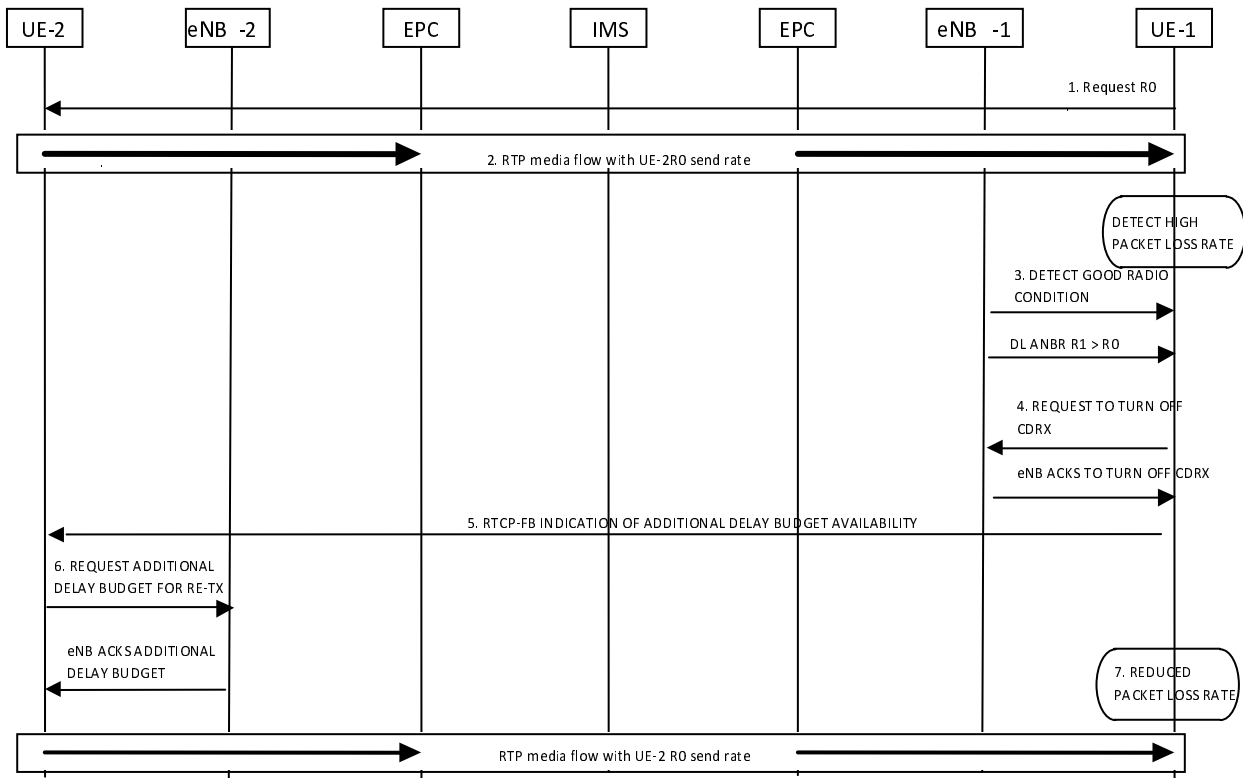 UE-2
eNB -2
EPC
IMS
EPC
eNB -1
UE-1
1. Request R0
2. RTP media flow with UE-2R0 send rate
DETECT HIGH
PACKET LOSS RATE
3. DETECT GOOD RADIO
CONDITION
DL ANBR R1 > R0
4. REQUEST TO TURN OFF
CDRX
eNB ACKS TO TURN OFF CDRX
5. RTCP-FB INDICATION OF ADDITIONAL DELAY BUDGET AVAILABILITY
6. REQUEST ADDITIONAL
DELAY BUDGET FOR RE-TX
eNB ACKS ADDITIONAL
DELAY BUDGET
7. REDUCED
PACKET LOSS RATE
RTP media flow with UE-2 R0 send rate